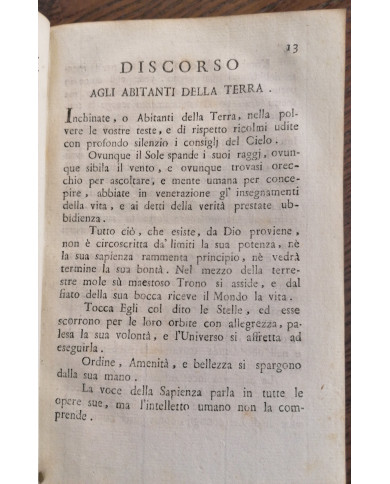 13
DISCORSO
AGLI ABITANTI DELLA TERRA .
Inchinate, o Abitanti della Terra, nella pol-
vere le vostre teste, e di rispetto ricolmi udite
con profondo silenzio i consiglj del Cielo.
Ovunque il Sole spande i suoi raggj, ovun-
que sibila il vento, e ovunque trovasi orec-
chio per ascoltare, e mente umana per conce-
pire, abbiate in venerazione gl' insegnamenti
della vita, e ai detti della verità prestate ub-
bidienza.
Tutto ciò, che esiste, da Dio proviene,
non è circoscritta da' limiti la sua potenza, nè
la sua sapienza rammenta principio, nè vedrà
termine la sua bontà. Nel mezzo della terre-
stre mole sù maestoso Trono si asside, e dal
fiato della sua bocca riceve il Mondo la vita.
Tocca Egli col dito le Stelle, ed esse
scorrono per le loro orbite con allegrezza, pa-
lesa la sua volontà, e l'Universo si affretta ad
eseguirla.
Ordine, Amenità, e bellezza si spargono
dalla sua mano.
La voce della Sapienza parla in tutte le
opere sue, ma l'intelletto umano non la com-
prende.